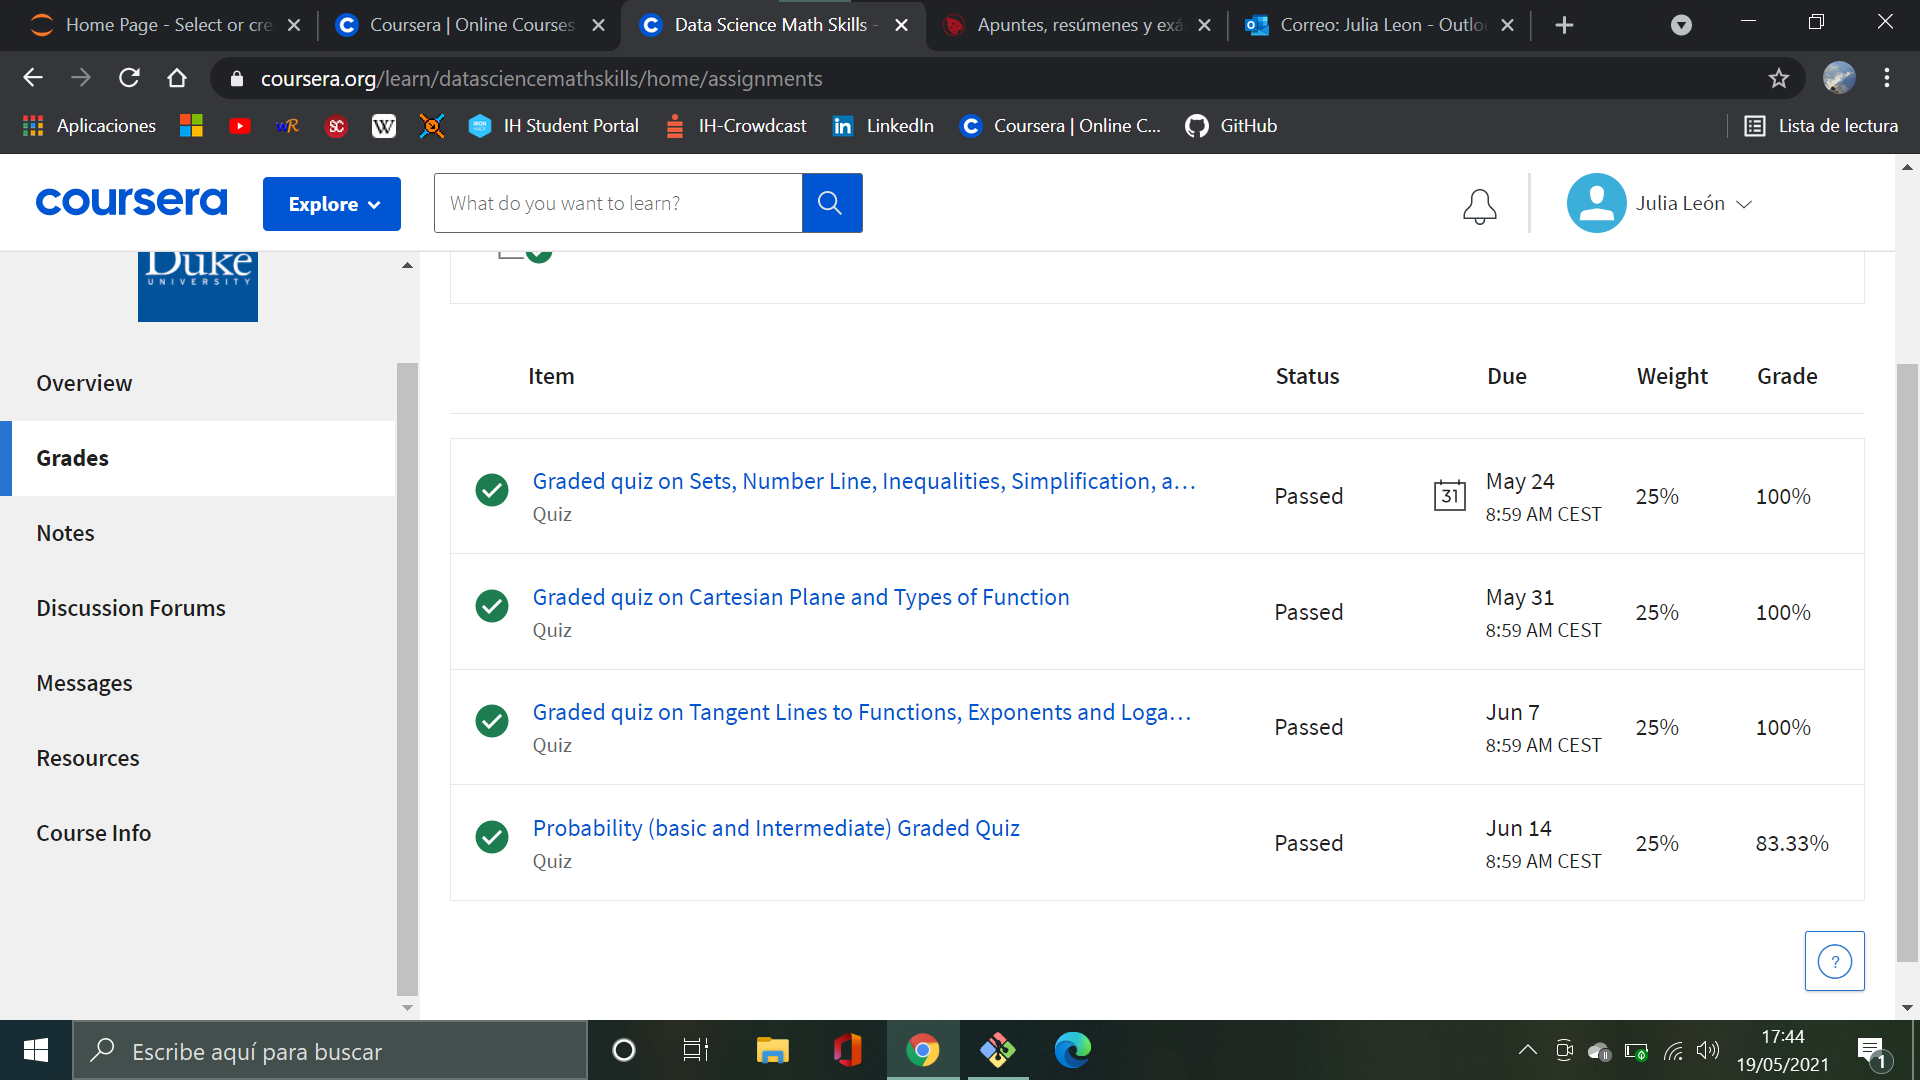 Home Page - Select or cre
Coursera | Online Courses
Data Science Math Skills -
Apuntes, resúmenes y exá
Correo: Julia Leon - Outlo
coursera.org/learn/datasciencemathskills/home/assignments
Aplicaciones
wR
SC
W
IH Student Portal
IH-Crowdcast
LinkedIn
Coursera | Online C...
GitHub
Lista de lectura
coursera
Explore
What do you want to learn?
Julia León
Duke
UNIVERSITY
Overview
Grades
Notes
Discussion Forums
Messages
Resources
Course Info
Item Status Due Weight Grade
Graded quiz on Sets, Number Line, Inequalities, Simplification, a...
Quiz
Passed
31
May 24
8:59 AM CEST
25%
100%
Graded quiz on Cartesian Plane and Types of Function
Quiz
Passed
May 31
8:59 AM CEST
25%
100%
Graded quiz on Tangent Lines to Functions, Exponents and Loga...
Quiz
Passed
Jun 7
8:59 AM CEST
25%
100%
Probability (basic and Intermediate) Graded Quiz
Quiz
Passed
Jun 14
8:59 AM CEST
25%
83.33%
?
Escribe aquí para buscar
17:44
19/05/2021
1